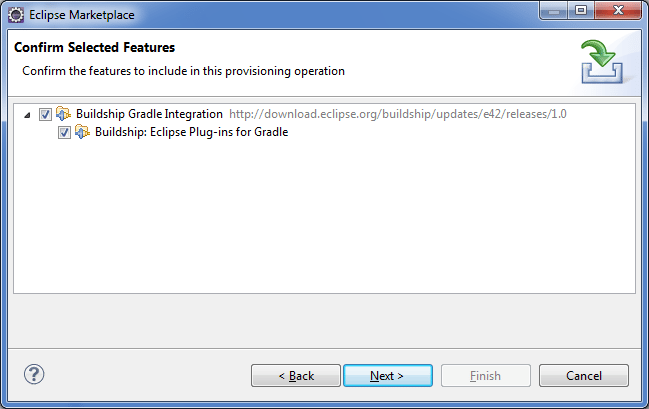 Eclipse Marketplace
Confirm Selected Features
Confirm the features to include in this provisioning operation
Buildship Gradle Integration http://download.eclipse.org/buildship/updates/e42/releases/1.0
Buildship: Eclipse Plug-ins for Gradle
? < Back Next > Finish Cancel